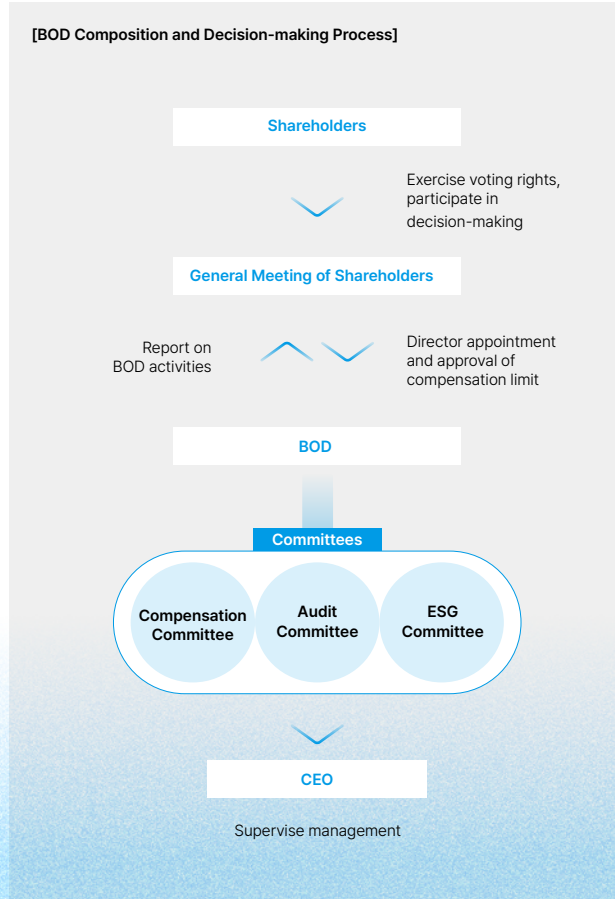 [BOD Composition and Decision-making Process]
Shareholders
Exercise voting rights,
participate in
decision-making
General Meeting of Shareholders
Report on
BOD activities
Director appointment
and approval of
compensation limit
BOD
Committees
Compensation
Committee
Audit
Committee
ESG
Committee
CEO
Supervise management